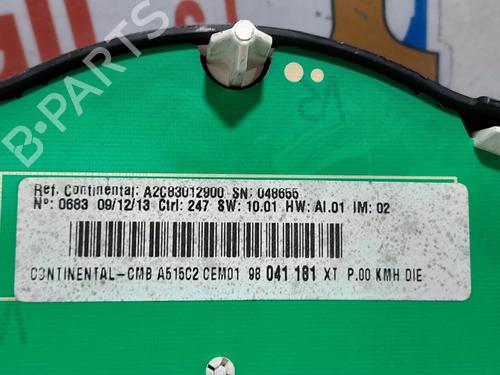 Ref. Continental: A2C83012900 SN: 048655
Nº: 0683 09/12/13 Ctrl: 247 SW: 10.01 HW: AI.01 IM: 02
CONTINENTAL-CMB A515C2 CEM01 98 041 181 XT P.00 KMH DIE
B-PARTS